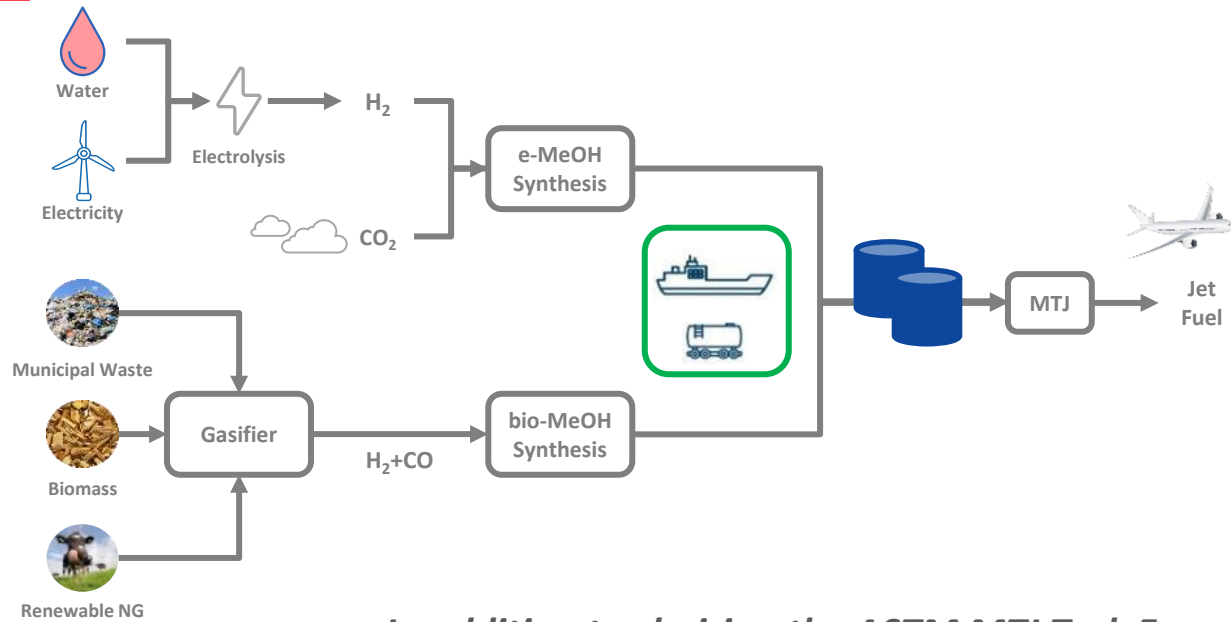 Water
Electricity
Electrolysis
H₂
CO₂
e-MeOH
Synthesis
Municipal Waste
Biomass
Renewable NG
Gasifier
H₂+CO
bio-MeOH
Synthesis
MTJ
Jet
Fuel